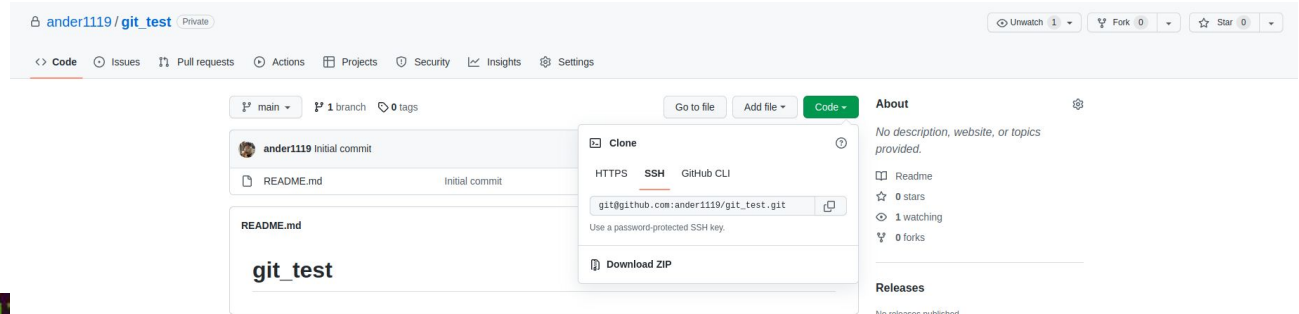 ander1119 / git_test Private
Unwatch 1 Fork 0 Star 0
Code Issues Pull requests Actions Projects Security Insights Settings
main 1 branch 0 tags Go to file Add file Code
ander1119 Initial commit
README.md Initial commit
README.md
git_test
Clone
HTTPS SSH GitHub CLI
git@github.com:ander1119/git_test.git
Use a password-protected SSH key.
Download ZIP
About
No description, website, or topics
provided.
Readme
0 stars
1 watching
0 forks
Releases
No releases published